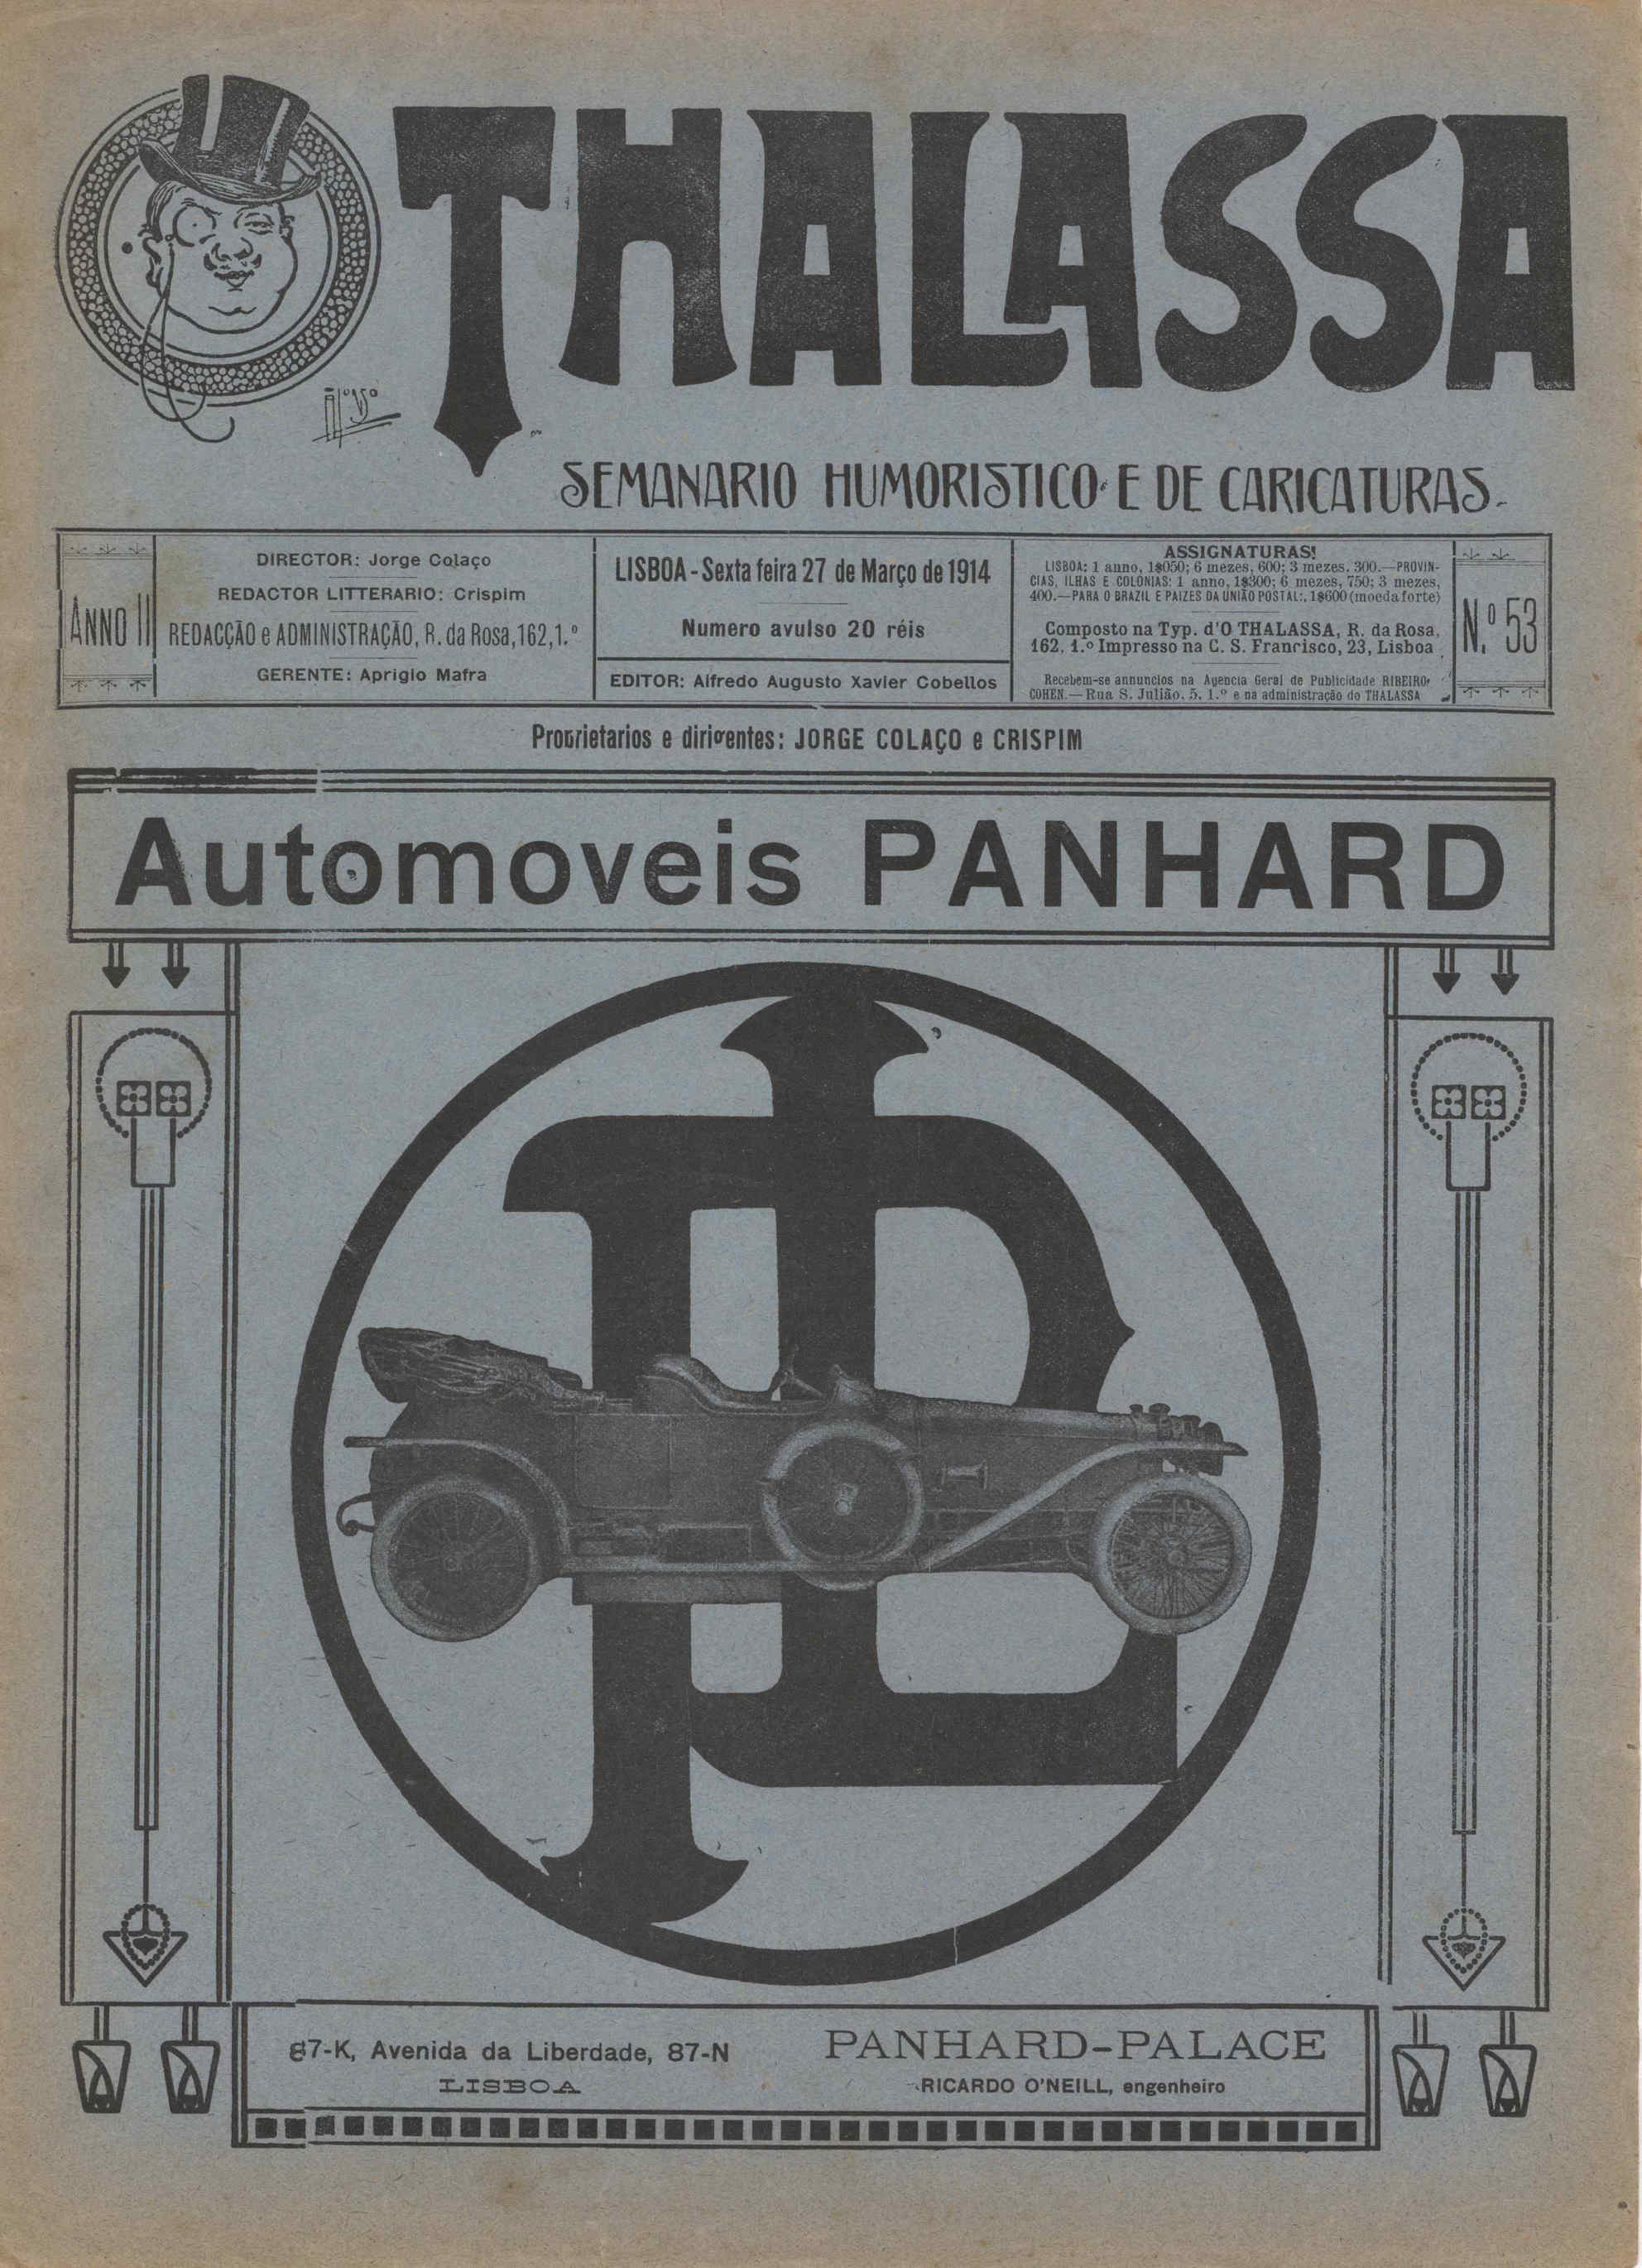 O THALASSA
SEMANARIO HUMORISTICO E DE CARICATURAS
ANNO II
DIRECTOR: Jorge Colaço
REDACTOR LITTERARIO: Crispim
REDACÇÃO e ADMINISTRAÇÃO, R. da Rosa, 162, 1.º
GERENTE: Aprigio Mafra
LISBOA - Sexta feira 27 de Março de 1914
Numero avulso 20 réis
EDITOR: Alfredo Augusto Xavier Cobellos
ASSIGNATURAS!
LISBOA: 1 anno, 1$050; 6 mezes, 600; 3 mezes, 300.—PROVIN-
CIAS, ILHAS E COLONIAS: 1 anno, 1$300; 6 mezes, 750; 3 mezes,
400.—PARA O BRAZIL E PAIZES DA UNIÃO POSTAL:, 1$600 (moeda forte)
Composto na Typ. d'O THALASSA, R. da Rosa,
162, 1.º Impresso na C. S. Francisco, 23, Lisboa
Recebem-se annuncios na Agencia Geral de Publicidade RIBEIRO
COHEN.—Rua S. Julião, 5, 1.º e na administração do THALASSA
N.º 53
Proprietarios e dirigentes: JORGE COLAÇO e CRISPIM
Automoveis PANHARD
PL
87-K, Avenida da Liberdade, 87-N
LISBOA
PANHARD-PALACE
RICARDO O'NEILL, engenheiro